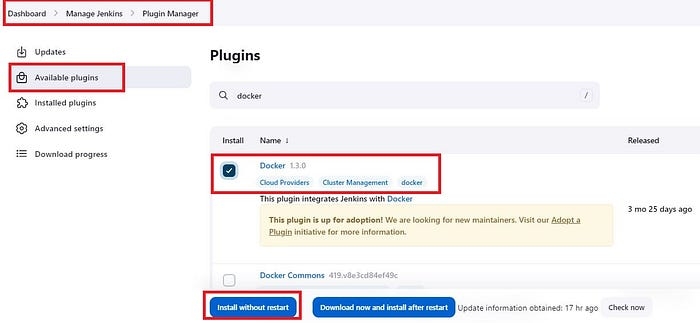 Dashboard > Manage Jenkins > Plugin Manager
Updates
Available plugins
Installed plugins
Advanced settings
Download progress
Plugins
docker /
Install Name ↓ Released
Docker 1.3.0
Cloud Providers Cluster Management docker
This plugin integrates Jenkins with Docker
This plugin is up for adoption! We are looking for new maintainers. Visit our Adopt a
Plugin initiative for more information.
3 mo 25 days ago
Docker Commons 419.v8e3cd84ef49c
Install without restart Download now and install after restart Update information obtained: 17 hr ago Check now